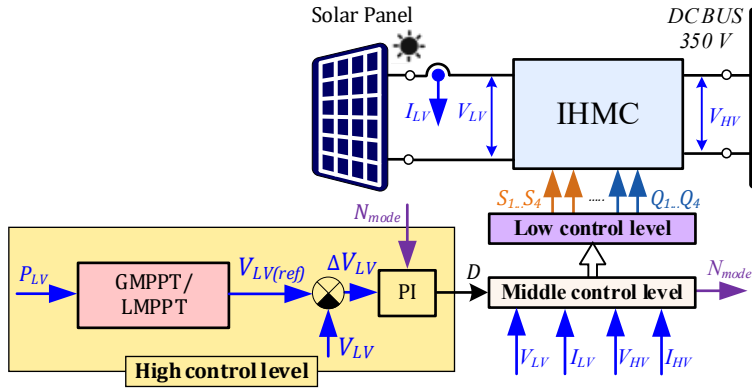 Solar Panel
DC BUS
350 V
I_LV
V_LV
IHMC
V_HV
S_1..S_4
.....
Q_1..Q_4
N_mode
Low control level
P_LV
GMPPT/
LMPPT
V_LV(ref)
ΔV_LV
PI
D
Middle control level
N_mode
V_LV
V_LV
I_LV
V_HV
I_HV
High control level